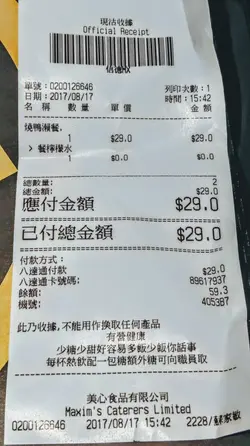 現沽收據
Official Receipt
信德MX
單號：0200126646 列印次數：1
日期：2017/08/17 時間：15:42
名稱 數量 單價 金額
燒鴨瀨餐.
1 $29.0 $29.0
> 餐檸檬水
1 $0.0 $0.0
總數量: 2
總金額: $29.0
應付金額 $29.0
已付總金額 $29.0
付款方式：
八達通付款 $29.0
八達通卡號碼: 89617937
餘額: 59.3
機號: 405387
此乃收據,不能用作換取任何產品
有營健康
少糖少甜好容易多飯少飯你話事
每杯熱飲配一包糖額外糖可向職員取
美心食品有限公司
Maxim's Caterers Limited
0200126646 2017/08/17 15:42 2228/